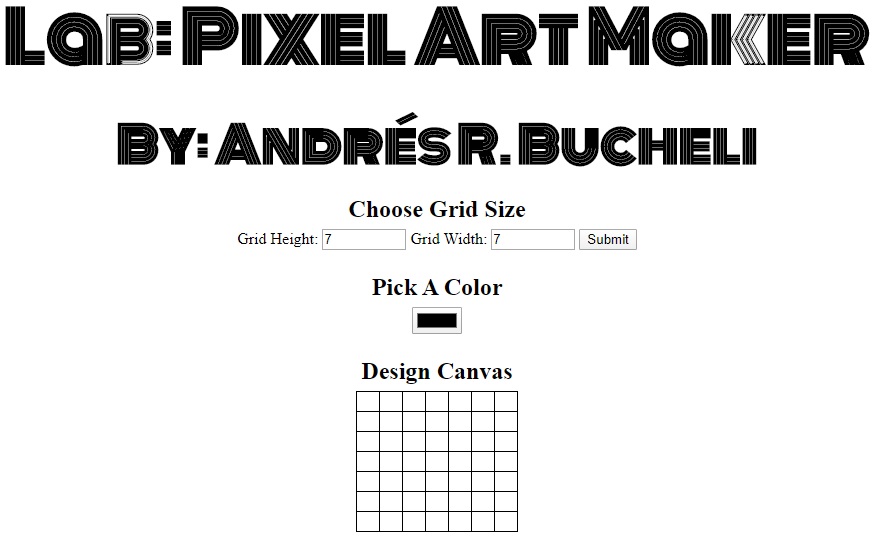 Lab: Pixel Art Maker
By: Andrés R. Bucheli
Choose Grid Size
Grid Height: 7 Grid Width: 7 Submit
Pick A Color
Design Canvas